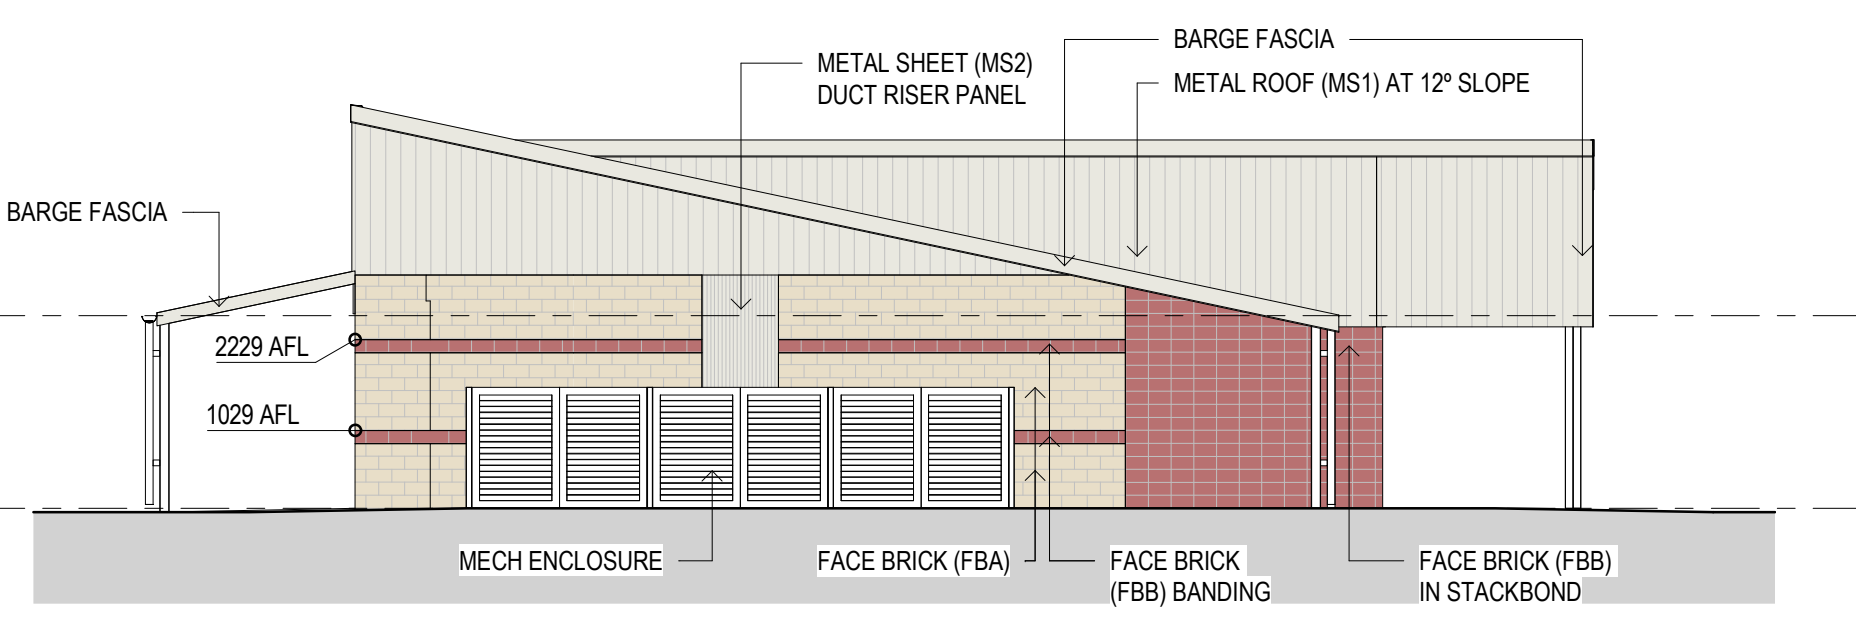 BARGE FASCIA
METAL SHEET (MS2)
DUCT RISER PANEL
METAL ROOF (MS1) AT 12º SLOPE
BARGE FASCIA
2229 AFL
1029 AFL
MECH ENCLOSURE
FACE BRICK (FBA)
FACE BRICK
(FBB) BANDING
FACE BRICK (FBB)
IN STACKBOND